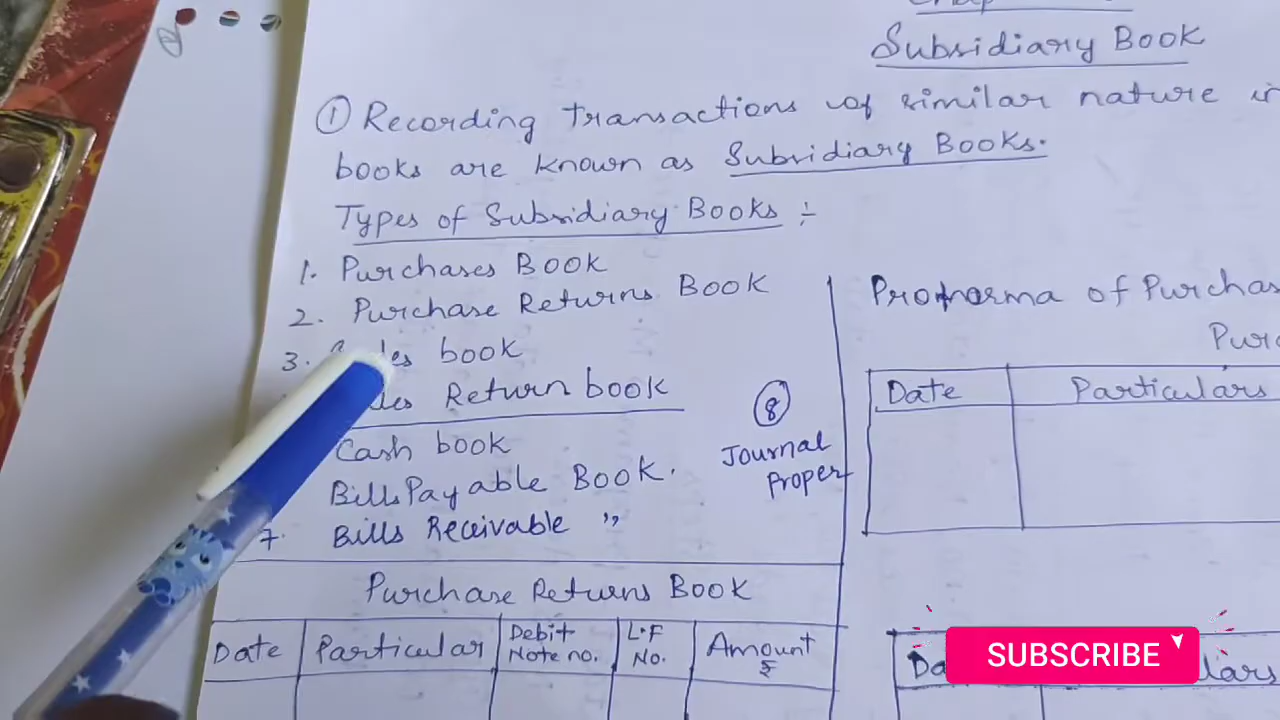 Subsidiary Book
① Recording transactions of similar nature in
books are known as Subsidiary Books.
Types of Subsidiary Books :-
1. Purchases Book
2. Purchase Returns Book
3. book
Return book
Cash book
Bills Payable Book.
7. Bills Receivable "
⑧
Journal
Proper
Purchase Returns Book
Date Particular Debit Note no. L.F No. Amount ₹
Proforma of
Date Particulars
SUBSCRIBE